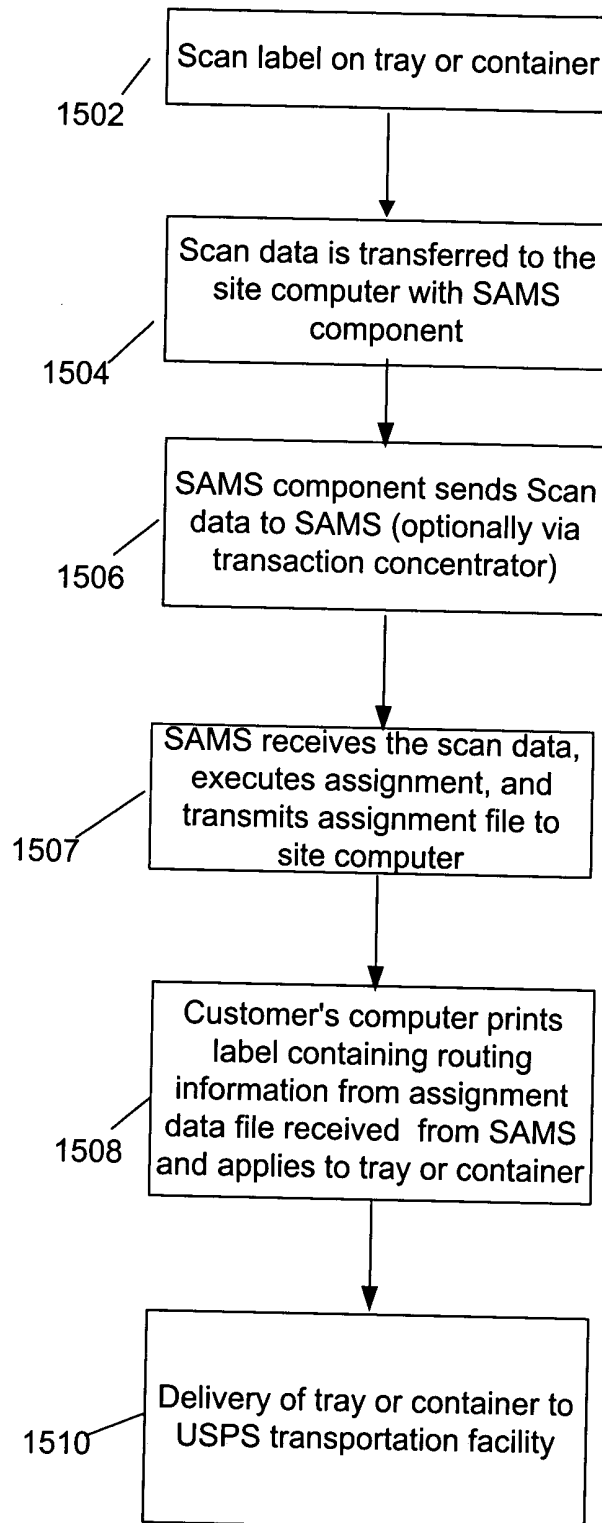 Scan label on tray or container
1502
Scan data is transferred to the
site computer with SAMS
component
1504
SAMS component sends Scan
data to SAMS (optionally via
transaction concentrator)
1506
SAMS receives the scan data,
executes assignment, and
transmits assignment file to
site computer
1507
Customer's computer prints
label containing routing
information from assignment
data file received from SAMS
and applies to tray or container
1508
Delivery of tray or container to
USPS transportation facility
1510